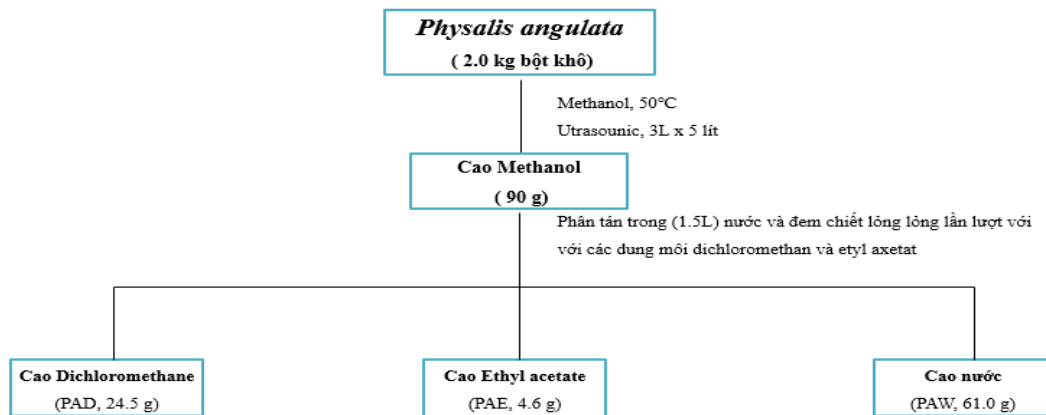 Physalis angulata
( 2.0 kg bột khô)
Methanol, 50°C
Utrasounic, 3L x 5 lít
Cao Methanol
( 90 g)
Phân tán trong (1.5L) nước và đem chiết lỏng lỏng lần lượt với
với các dung môi dichloromethan và etyl axetat
Cao Dichloromethane
(PAD, 24.5 g)
Cao Ethyl acetate
(PAE, 4.6 g)
Cao nước
(PAW, 61.0 g)